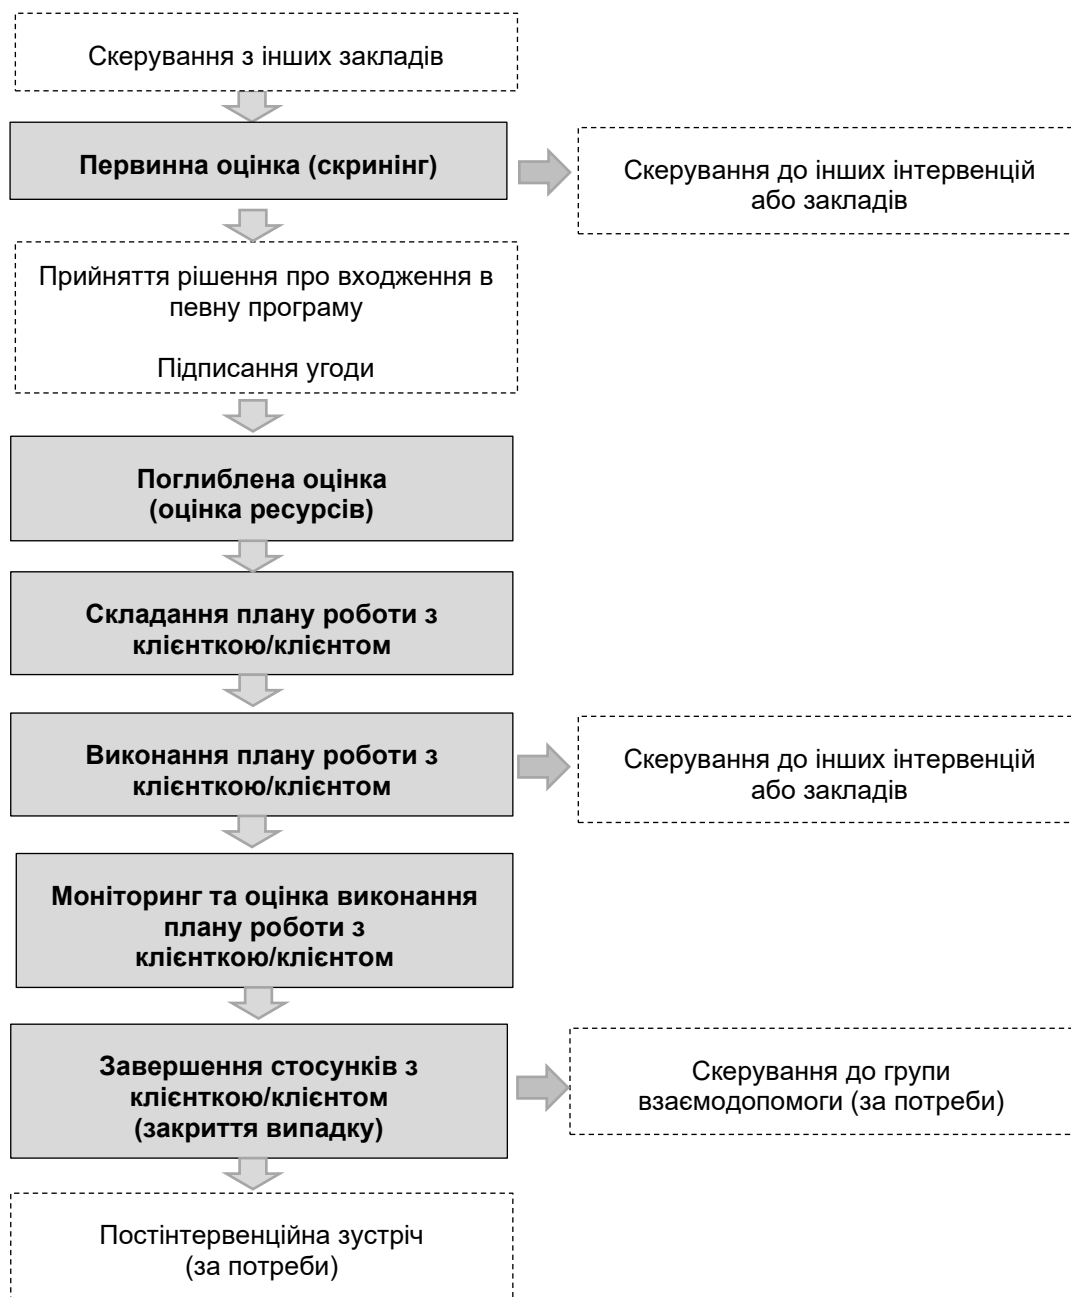 Скерування з інших закладів
Первинна оцінка (скринінг)
Скерування до інших інтервенцій
або закладів
Прийняття рішення про входження в
певну програму
Підписання угоди
Поглиблена оцінка
(оцінка ресурсів)
Складання плану роботи з
клієнткою/клієнтом
Виконання плану роботи з
клієнткою/клієнтом
Скерування до інших інтервенцій
або закладів
Моніторинг та оцінка виконання
плану роботи з
клієнткою/клієнтом
Завершення стосунків з
клієнткою/клієнтом
(закриття випадку)
Скерування до групи
взаємодопомоги (за потреби)
Постінтервенційна зустріч
(за потреби)